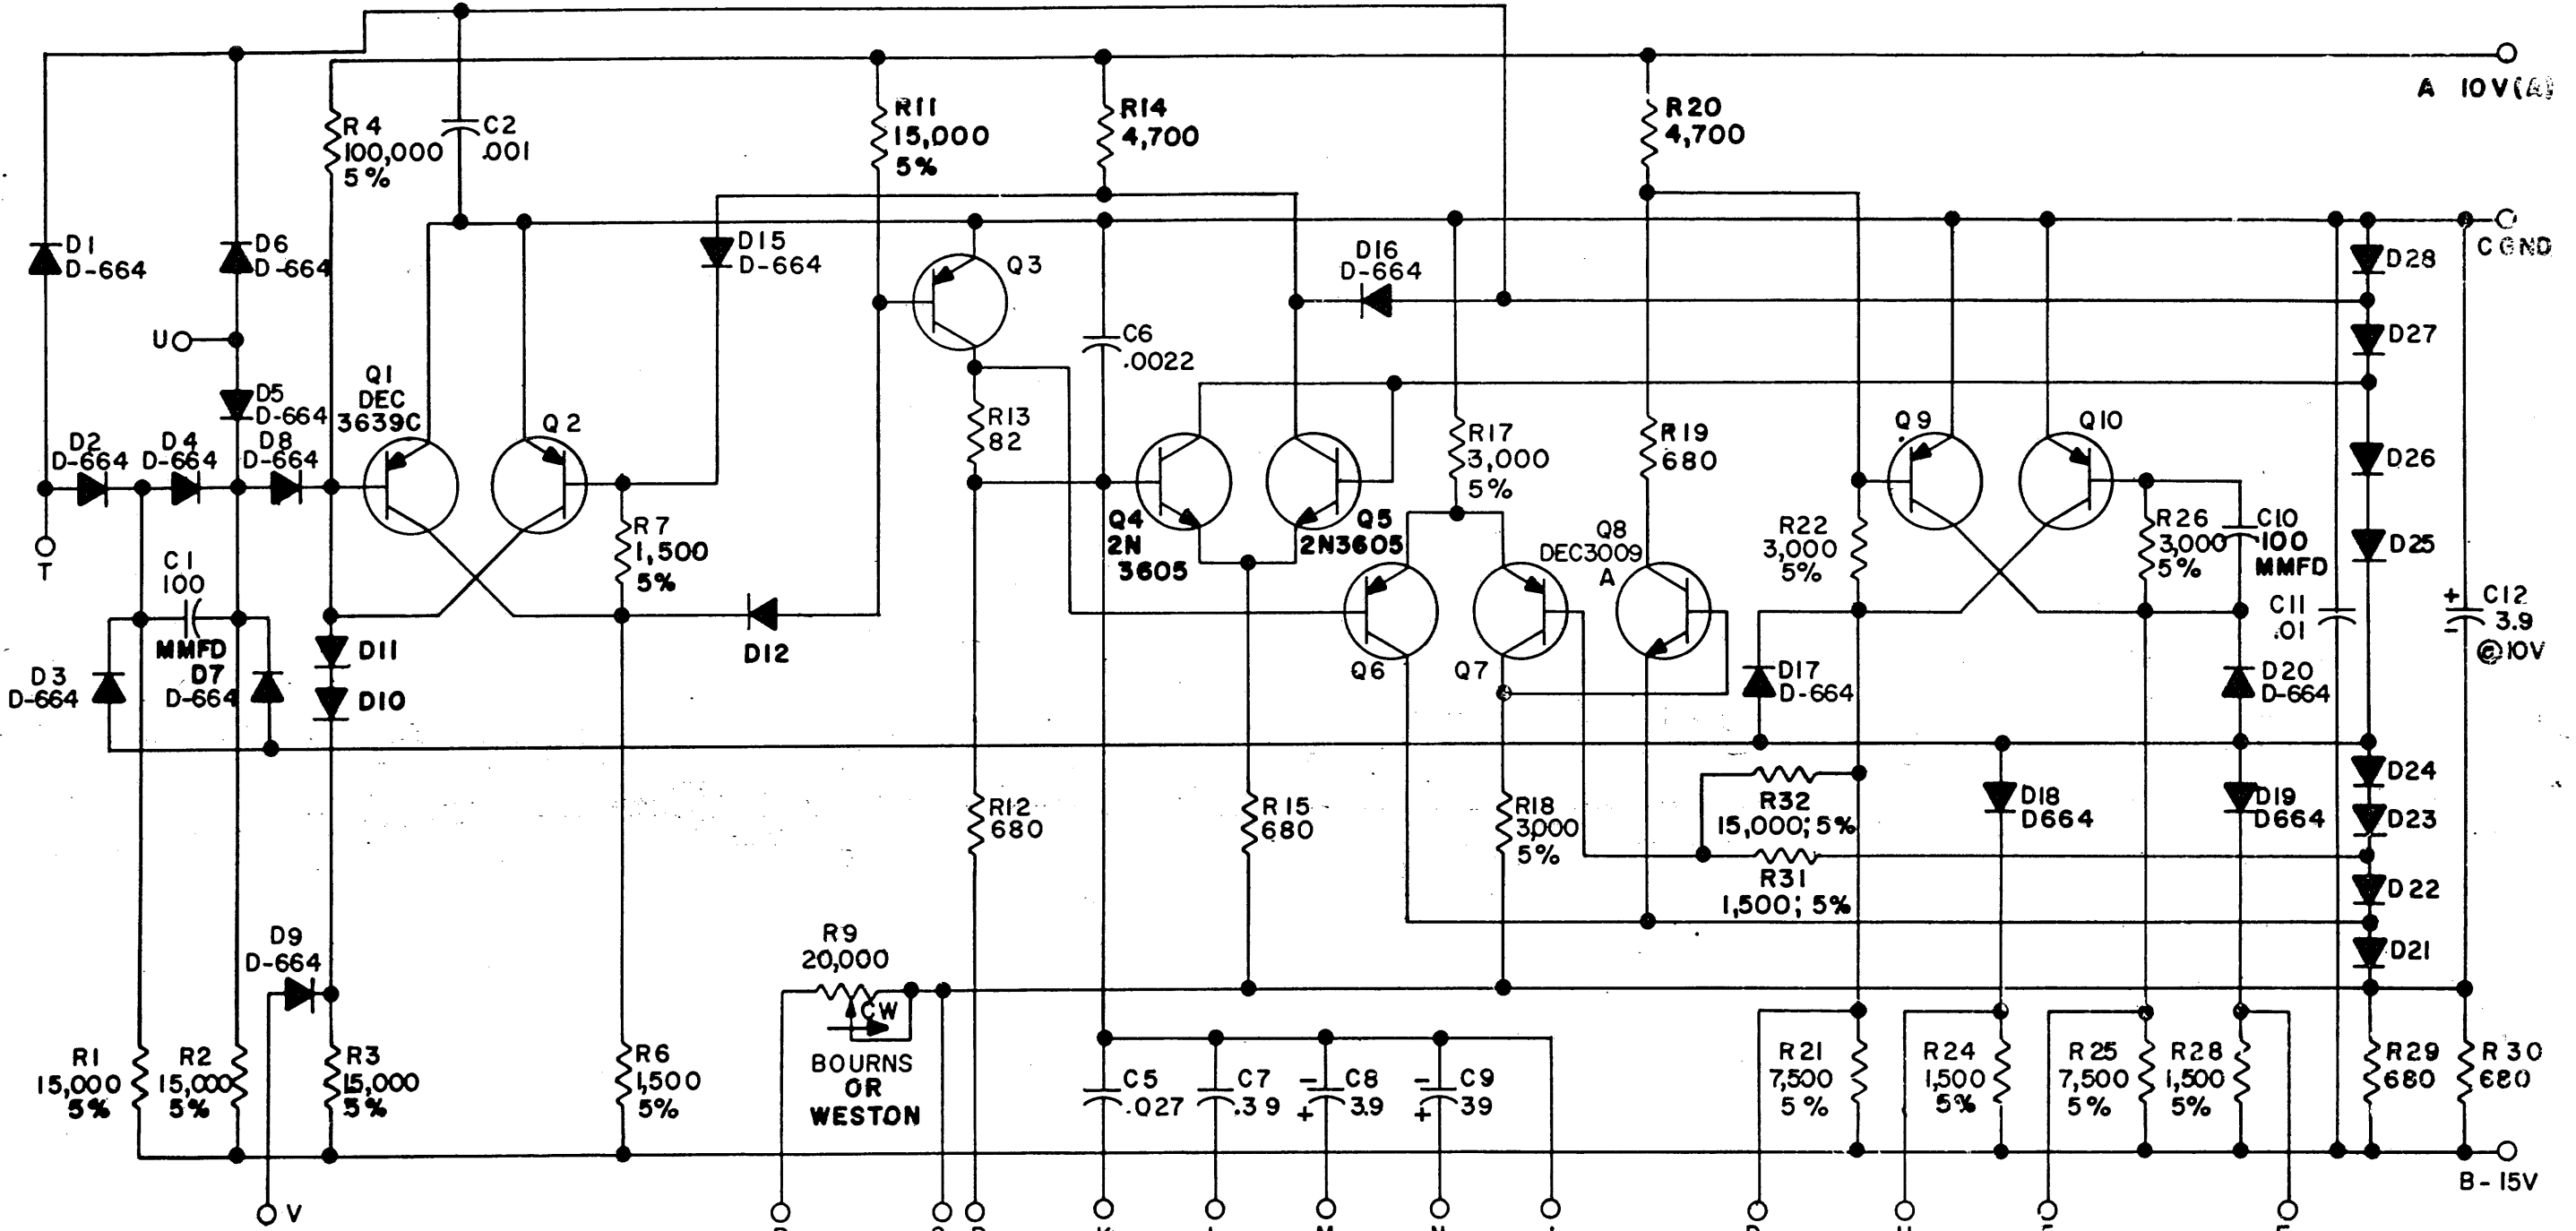 A 10V(A)
R4
100,000
5%
C2
.001
R11
15,000
5%
R14
4,700
R20
4,700
C GND
D1
D-664
D6
D-664
D15
D-664
Q3
D16
D-664
D28
U
C6
.0022
D27
Q1
DEC
3639C
D5
D-664
Q2
R13
82
R17
3,000
5%
R19
680
Q9
Q10
D26
D2
D-664
D4
D-664
D8
D-664
T
C1
100
MMFD
R7
1,500
5%
Q4
2N
3605
Q5
2N3605
Q8
DEC3009
A
R22
3,000
5%
R26
3,000
5%
C10
100
MMFD
D25
D3
D-664
D7
D-664
D11
D10
D12
Q6
Q7
D17
D-664
D20
D-664
C11
.01
+
-
C12
3.9
@10V
R12
680
R15
680
R18
3,000
5%
R32
15,000; 5%
R31
1,500; 5%
D18
D664
D19
D664
D24
D23
D22
D21
D9
D-664
R9
20,000
CW
BOURNS
OR
WESTON
R1
15,000
5%
R2
15,000
5%
R3
15,000
5%
R6
1,500
5%
C5
.027
C7
.39
-
+
C8
3.9
-
+
C9
39
R21
7,500
5%
R24
1,500
5%
R25
7,500
5%
R28
1,500
5%
R29
680
R30
680
B-15V
V